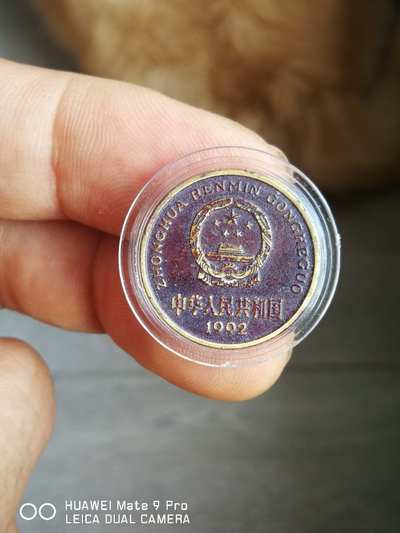 ZHONGHUA RENMIN GONGHEGUO
中华人民共和国
1992
HUAWEI Mate 9 Pro
LEICA DUAL CAMERA